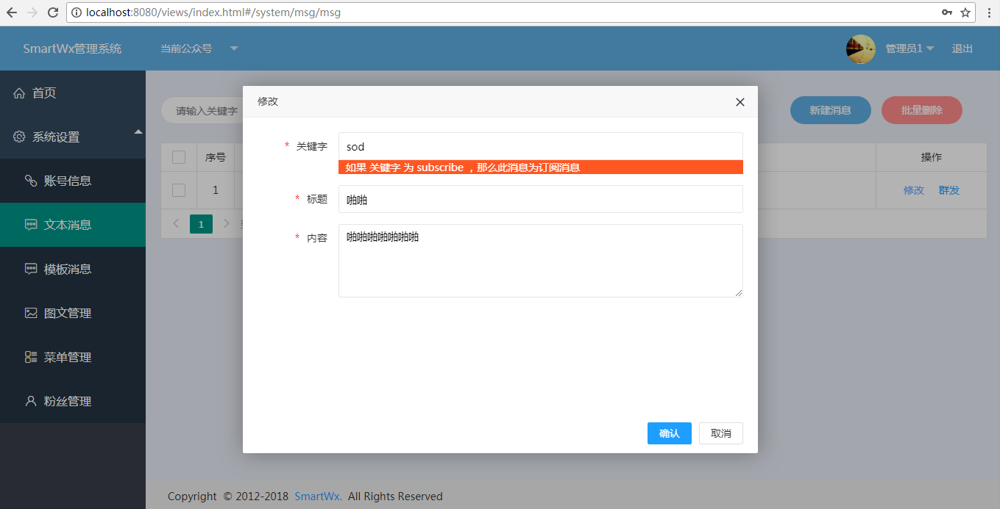 localhost:8080/views/index.html#/system/msg/msg
SmartWx管理系统 当前公众号 管理员1 退出
首页
系统设置
账号信息
文本消息
模板消息
图文管理
菜单管理
粉丝管理
请输入关键字 新建消息 批量删除
序号 操作
1 修改 群发
1
修改
* 关键字 sod
如果 关键字 为 subscribe ，那么此消息为订阅消息
* 标题 啪啪
* 内容 啪啪啪啪啪啪啪
确认 取消
Copyright © 2012-2018 SmartWx. All Rights Reserved